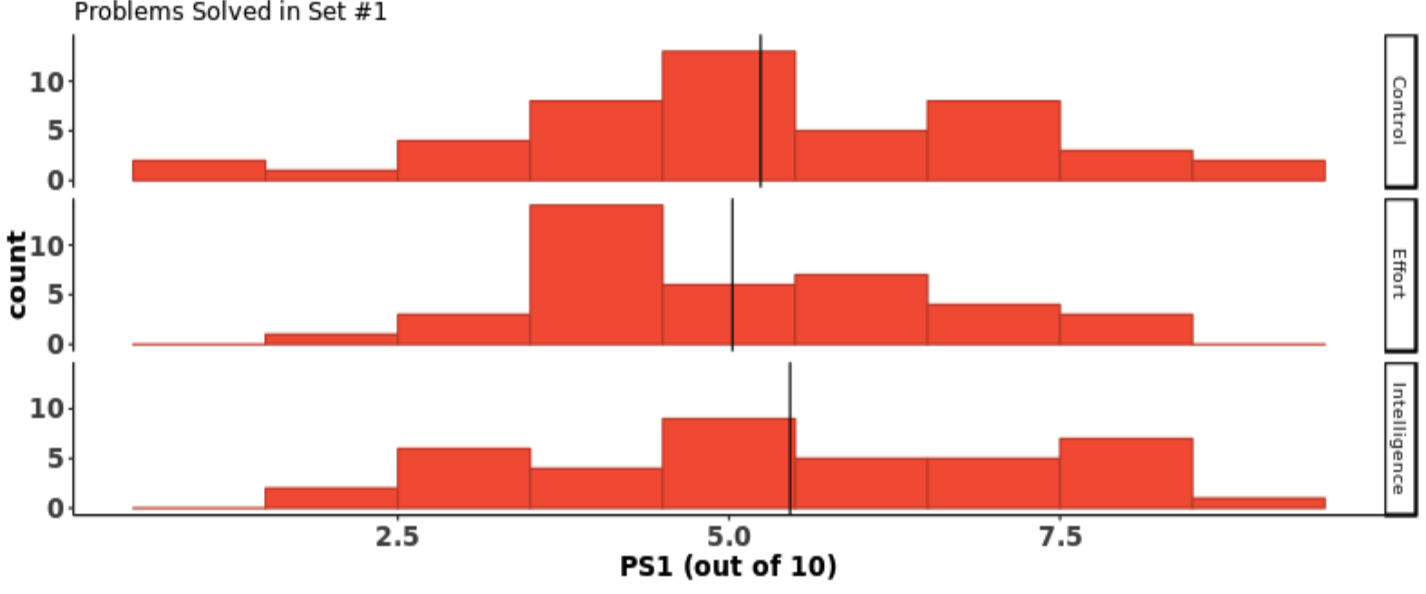 Problems Solved in Set #1
count
10
5
0
Control
10
5
0
Effort
10
5
0
Intelligence
2.5 5.0 7.5
PS1 (out of 10)